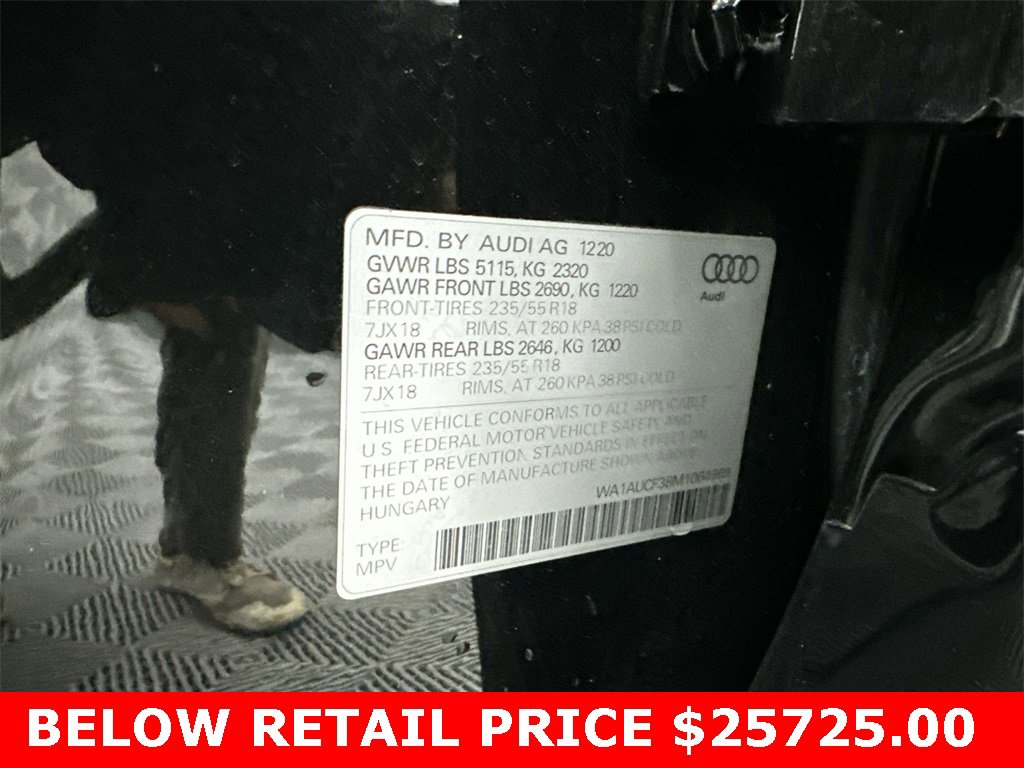 MFD. BY AUDI AG 1220
GVWR LBS 5115, KG 2320
GAWR FRONT LBS 2690, KG 1220
FRONT-TIRES 235/55 R18
7JX18 RIMS, AT 260 KPA 38 PSI COLD
GAWR REAR LBS 2646, KG 1200
REAR-TIRES 235/55 R18
7JX18 RIMS, AT 260 KPA 38 PSI COLD
Audi
THIS VEHICLE CONFORMS TO ALL APPLICABLE
U.S. FEDERAL MOTOR VEHICLE SAFETY AND
THEFT PREVENTION STANDARDS IN EFFECT ON
THE DATE OF MANUFACTURE SHOWN ABOVE
HUNGARY
TYPE:
MPV
BELOW RETAIL PRICE $25725.00